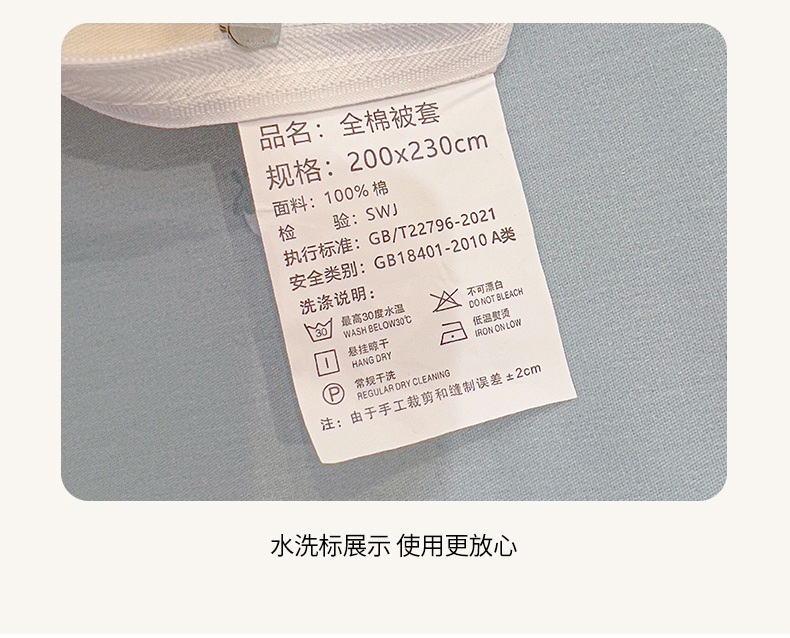 品名：全棉被套
规格：200x230cm
面料：100% 棉
检 验：SWJ
执行标准：GB/T22796-2021
安全类别：GB18401-2010 A类
洗涤说明：
30 最高30度水温
WASH BELOW30℃
不可漂白
DO NOT BLEACH
悬挂晾干
HANG DRY
低温熨烫
IRON ON LOW
P 常规干洗
REGULAR DRY CLEANING
注：由于手工裁剪和缝制误差±2cm
水洗标展示 使用更放心